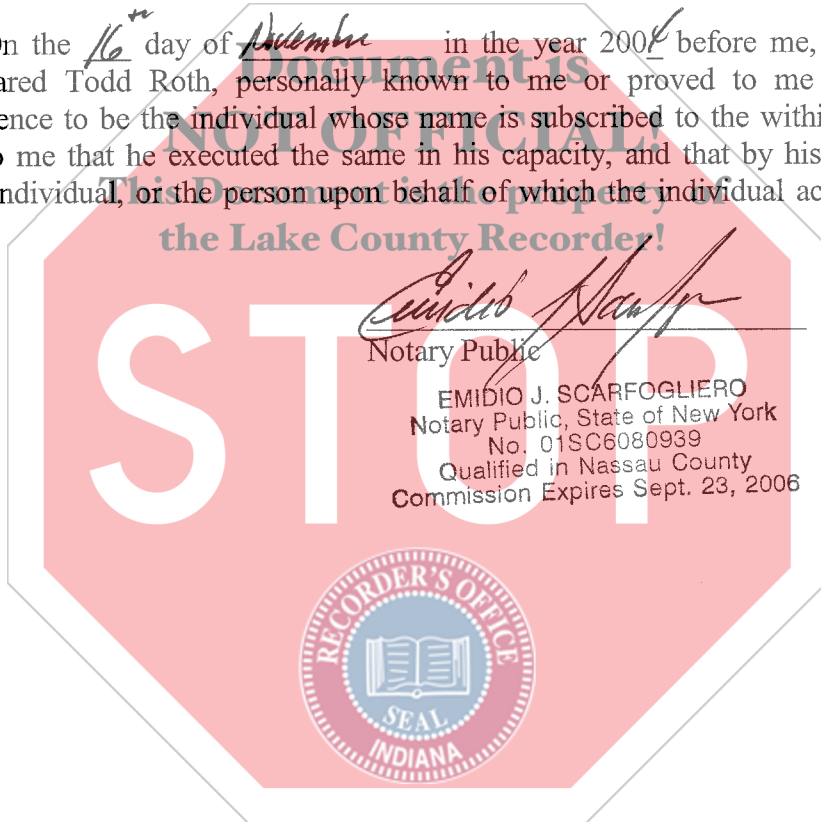 On the 16th day of November in the year 2004 before me,
ared Todd Roth, personally known to me or proved to me
ence to be the individual whose name is subscribed to the withi
o me that he executed the same in his capacity, and that by his
ndividual, or the person upon behalf of which the individual ac
Document is
NOT OFFICIAL!
This Document is the property of
the Lake County Recorder!
Notary Public
EMIDIO J. SCARFOGLIERO
Notary Public, State of New York
No. 01SC6080939
Qualified in Nassau County
Commission Expires Sept. 23, 2006
STOP
RECORDER'S OFFICE
SEAL
INDIANA